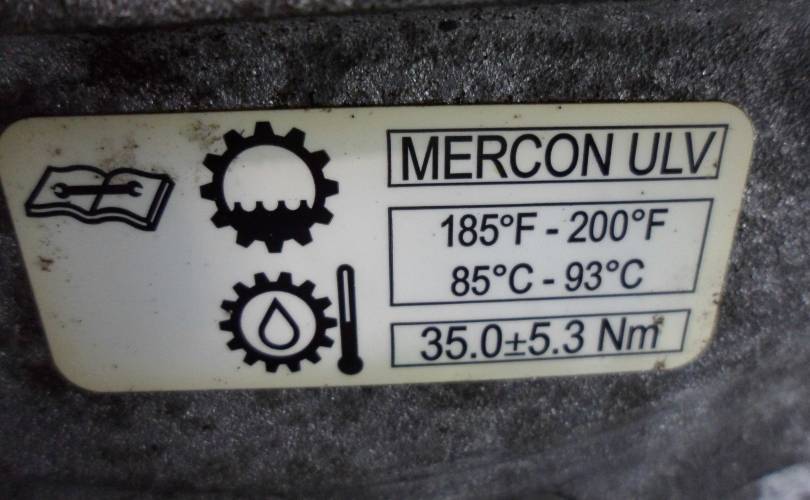 MERCON ULV
185°F - 200°F
85°C - 93°C
35.0±5.3 Nm